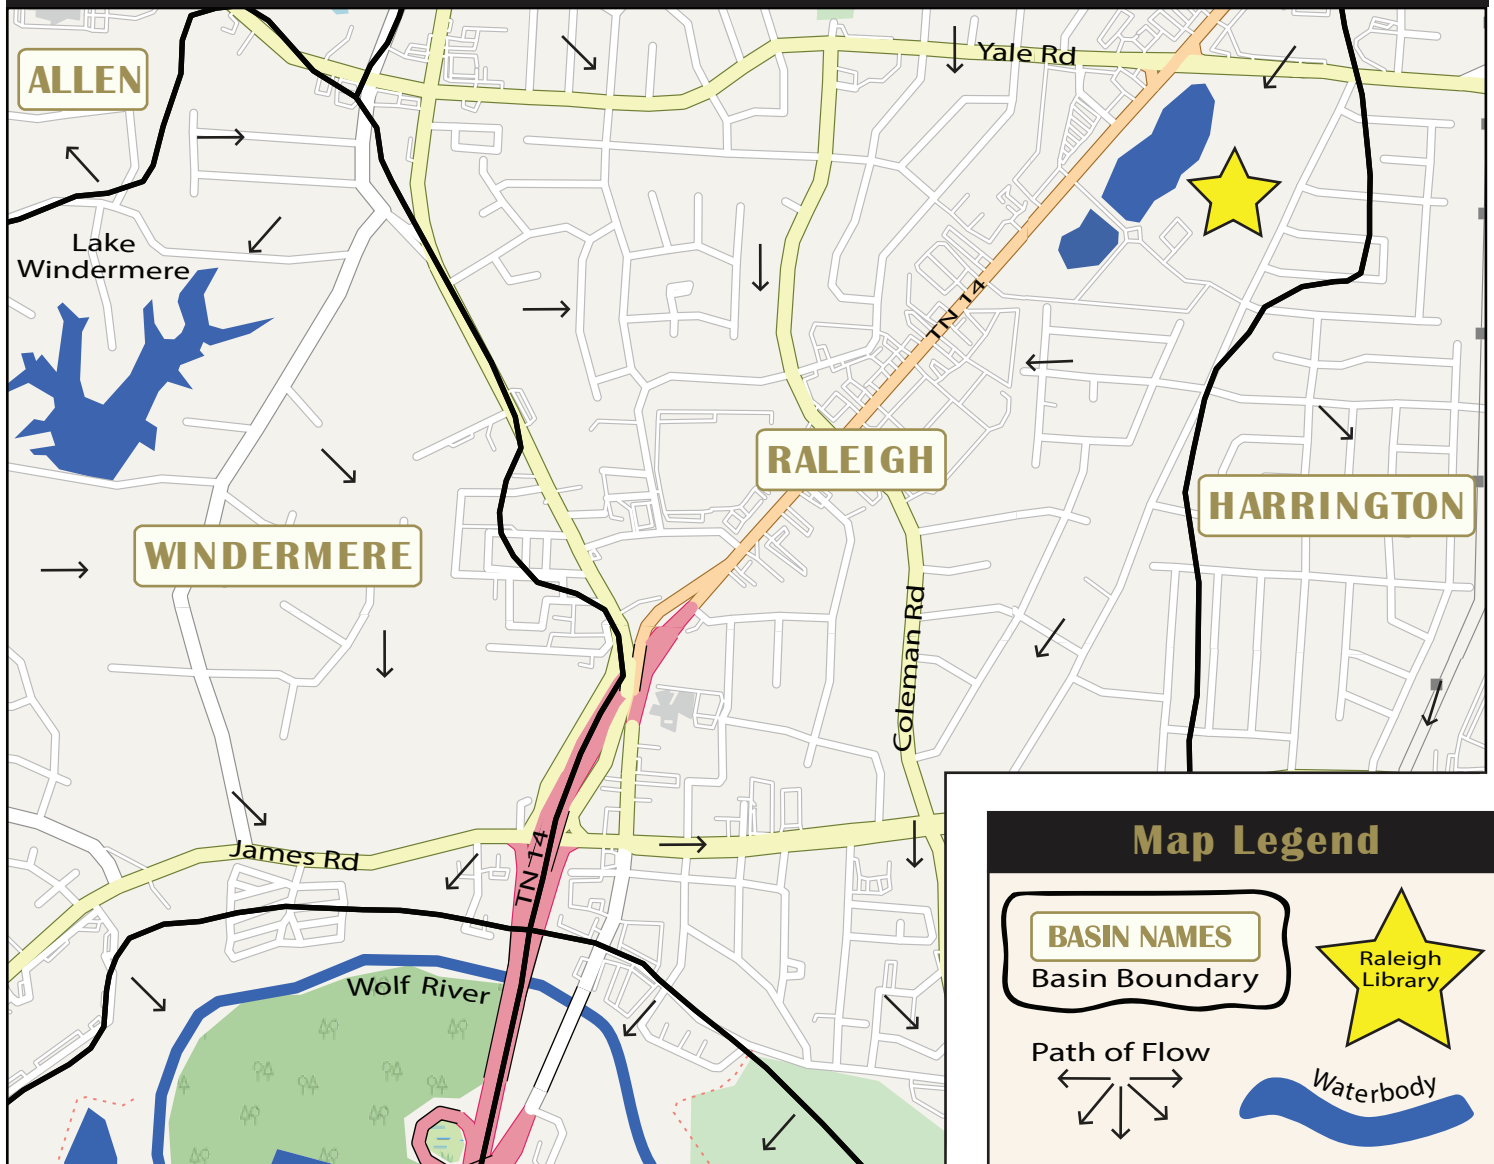 Yale Rd
ALLEN
Lake
Windermere
TN 14
RALEIGH
HARRINGTON
WINDERMERE
Coleman Rd
James Rd
TN 14
Wolf River
Map Legend
BASIN NAMES
Basin Boundary
Raleigh
Library
Path of Flow
Waterbody